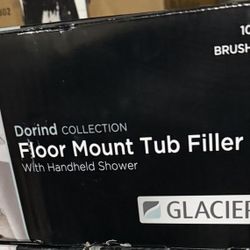 10
BRUSH
Dorind COLLECTION
Floor Mount Tub Filler
With Handheld Shower
GLACIER